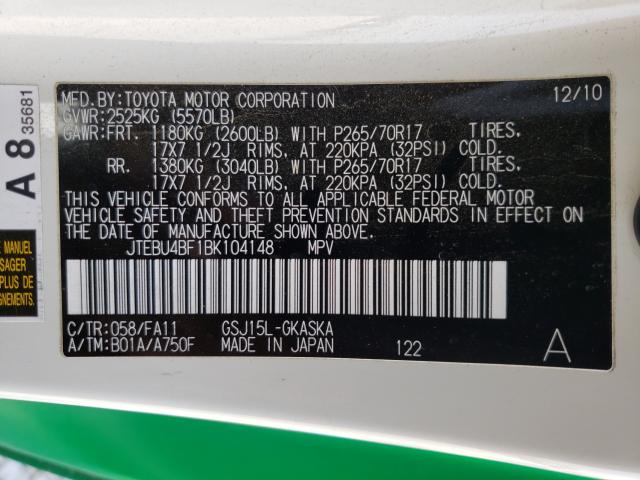 MFD.BY:TOYOTA MOTOR CORPORATION 12/10
GVWR:2525KG (5570LB)
GAWR:FRT. 1180KG (2600LB) WITH P265/70R17 TIRES.
17X7 1/2J RIMS, AT 220KPA (32PSI) COLD.
RR. 1380KG (3040LB) WITH P265/70R17 TIRES.
17X7 1/2J RIMS, AT 220KPA (32PSI) COLD.
THIS VEHICLE CONFORMS TO ALL APPLICABLE FEDERAL MOTOR
VEHICLE SAFETY AND THEFT PREVENTION STANDARDS IN EFFECT
ON THE DATE OF MANUFACTURE SHOWN ABOVE.
JTEBU4BF1BK104148 MPV
C/TR:058/FA11 GSJ15L-GKASKA
A/TM:B01A/A750F MADE IN JAPAN 122 A
A 8 35681
E MANUEL
SAGER
PLUS DE
GNEMENTS.